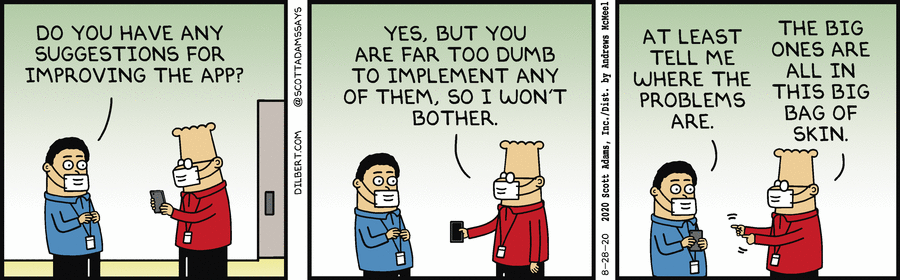 DO YOU HAVE ANY
SUGGESTIONS FOR
IMPROVING THE APP?
DILBERT.COM
@SCOTTADAMSSAYS
YES, BUT YOU
ARE FAR TOO DUMB
TO IMPLEMENT ANY
OF THEM, SO I WON'T
BOTHER.
8-28-20 2020 Scott Adams, Inc./Dist. by Andrews McMeel
AT LEAST
TELL ME
WHERE THE
PROBLEMS
ARE.
THE BIG
ONES ARE
ALL IN
THIS BIG
BAG OF
SKIN.